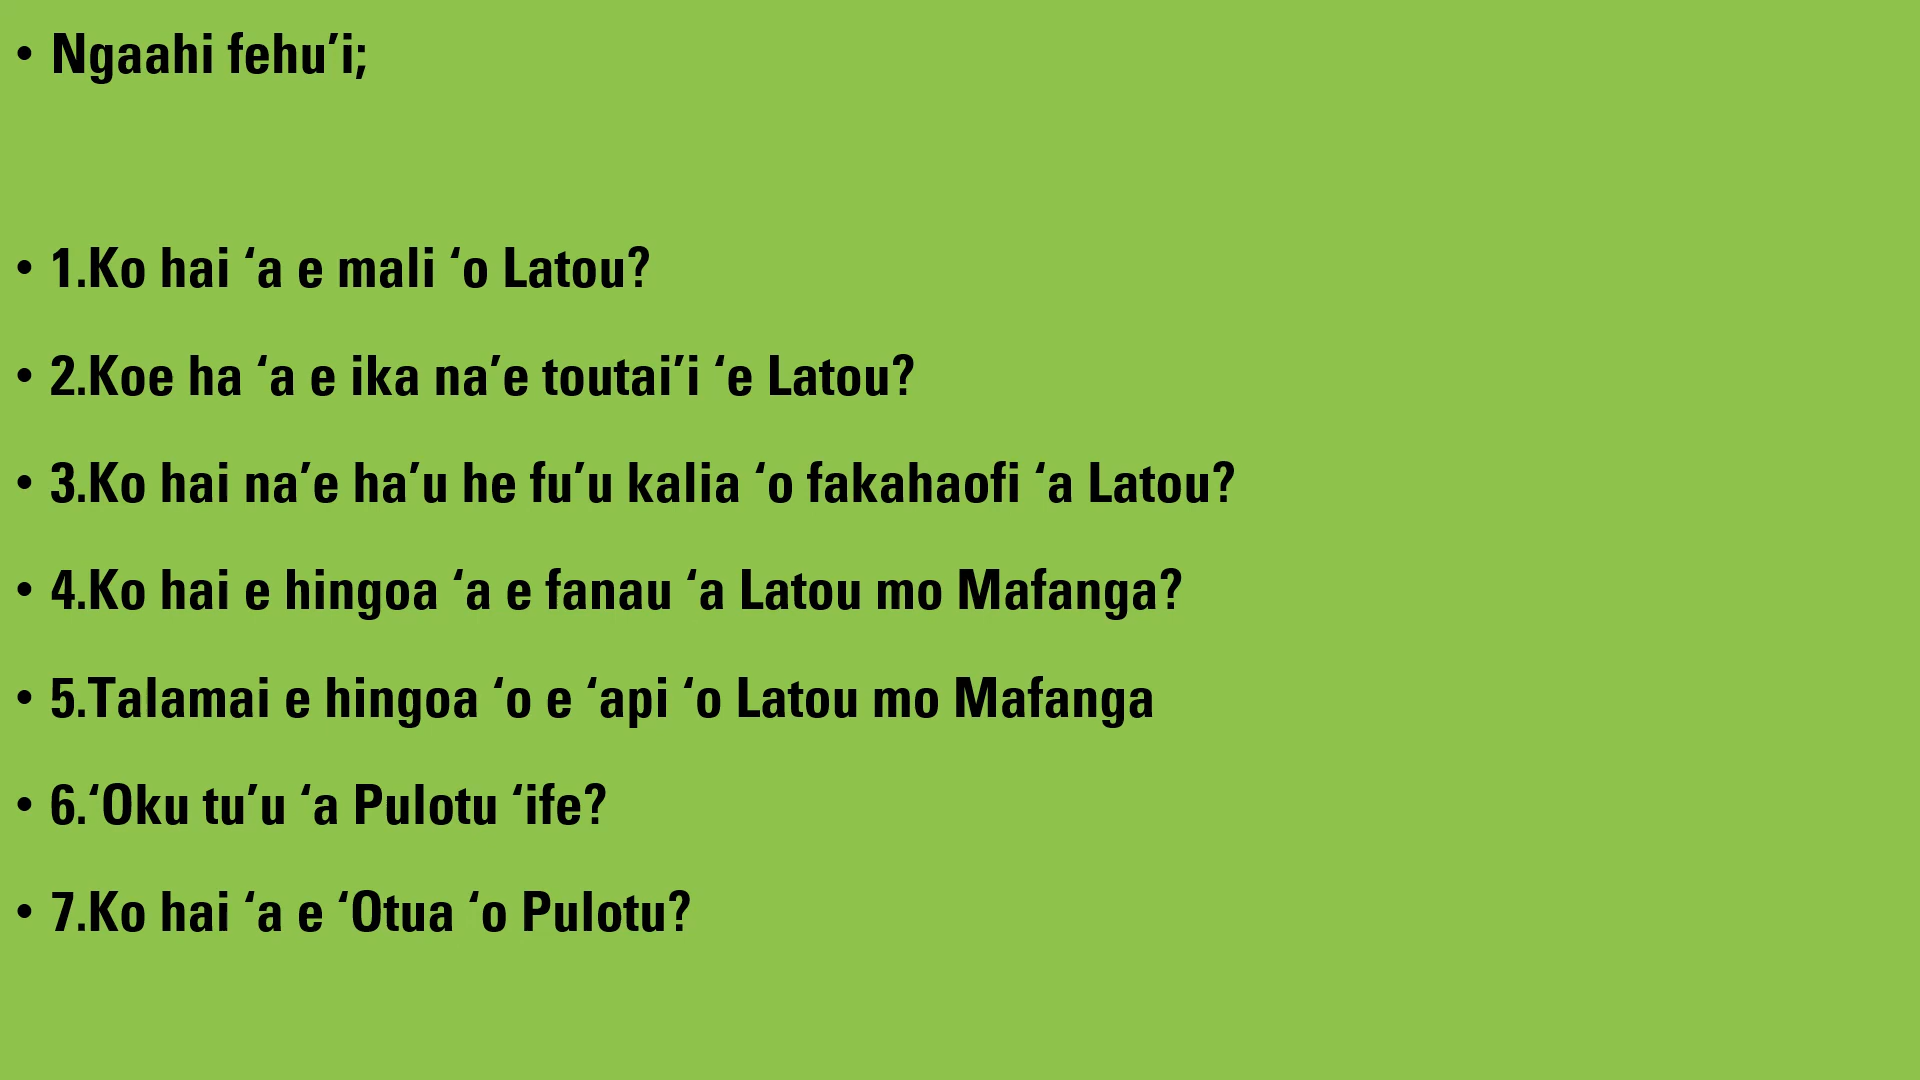 • Ngaahi fehu’i;
• 1.Ko hai ‘a e mali ‘o Latou?
• 2.Koe ha ‘a e ika na’e toutai’i ‘e Latou?
• 3.Ko hai na’e ha’u he fu’u kalia ‘o fakahaofi ‘a Latou?
• 4.Ko hai e hingoa ‘a e fanau ‘a Latou mo Mafanga?
• 5.Talamai e hingoa ‘o e ‘api ‘o Latou mo Mafanga
• 6.‘Oku tu’u ‘a Pulotu ‘ife?
• 7.Ko hai ‘a e ‘Otua ‘o Pulotu?